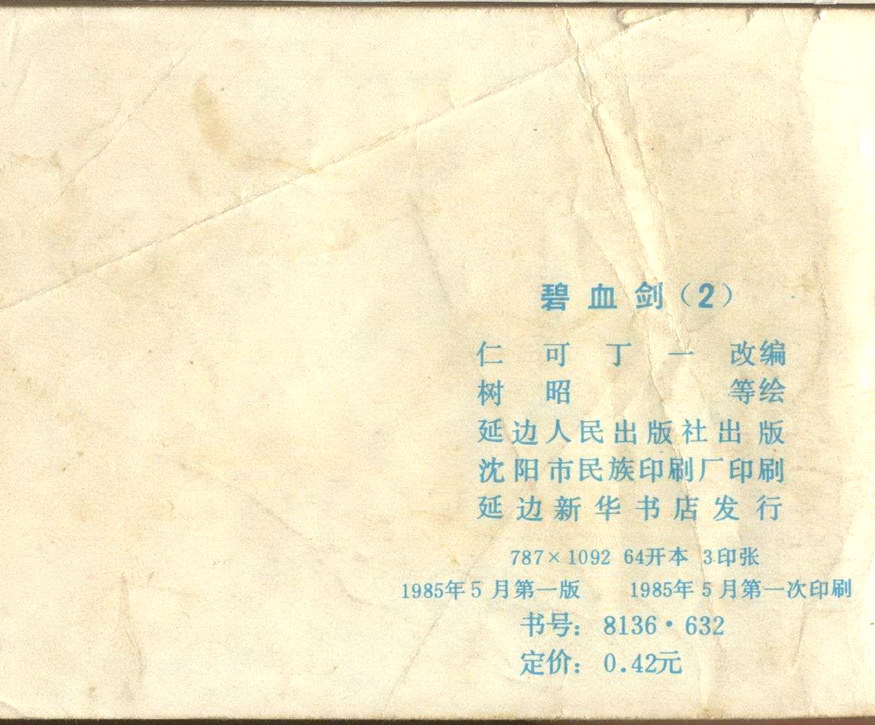 碧血剑（2）
仁可 丁一 改编
树昭 等绘
延边人民出版社出版
沈阳市民族印刷厂印刷
延边新华书店发行
787×1092 64开本 3印张
1985年5月第一版 1985年5月第一次印刷
书号：8136·632
定价：0.42元